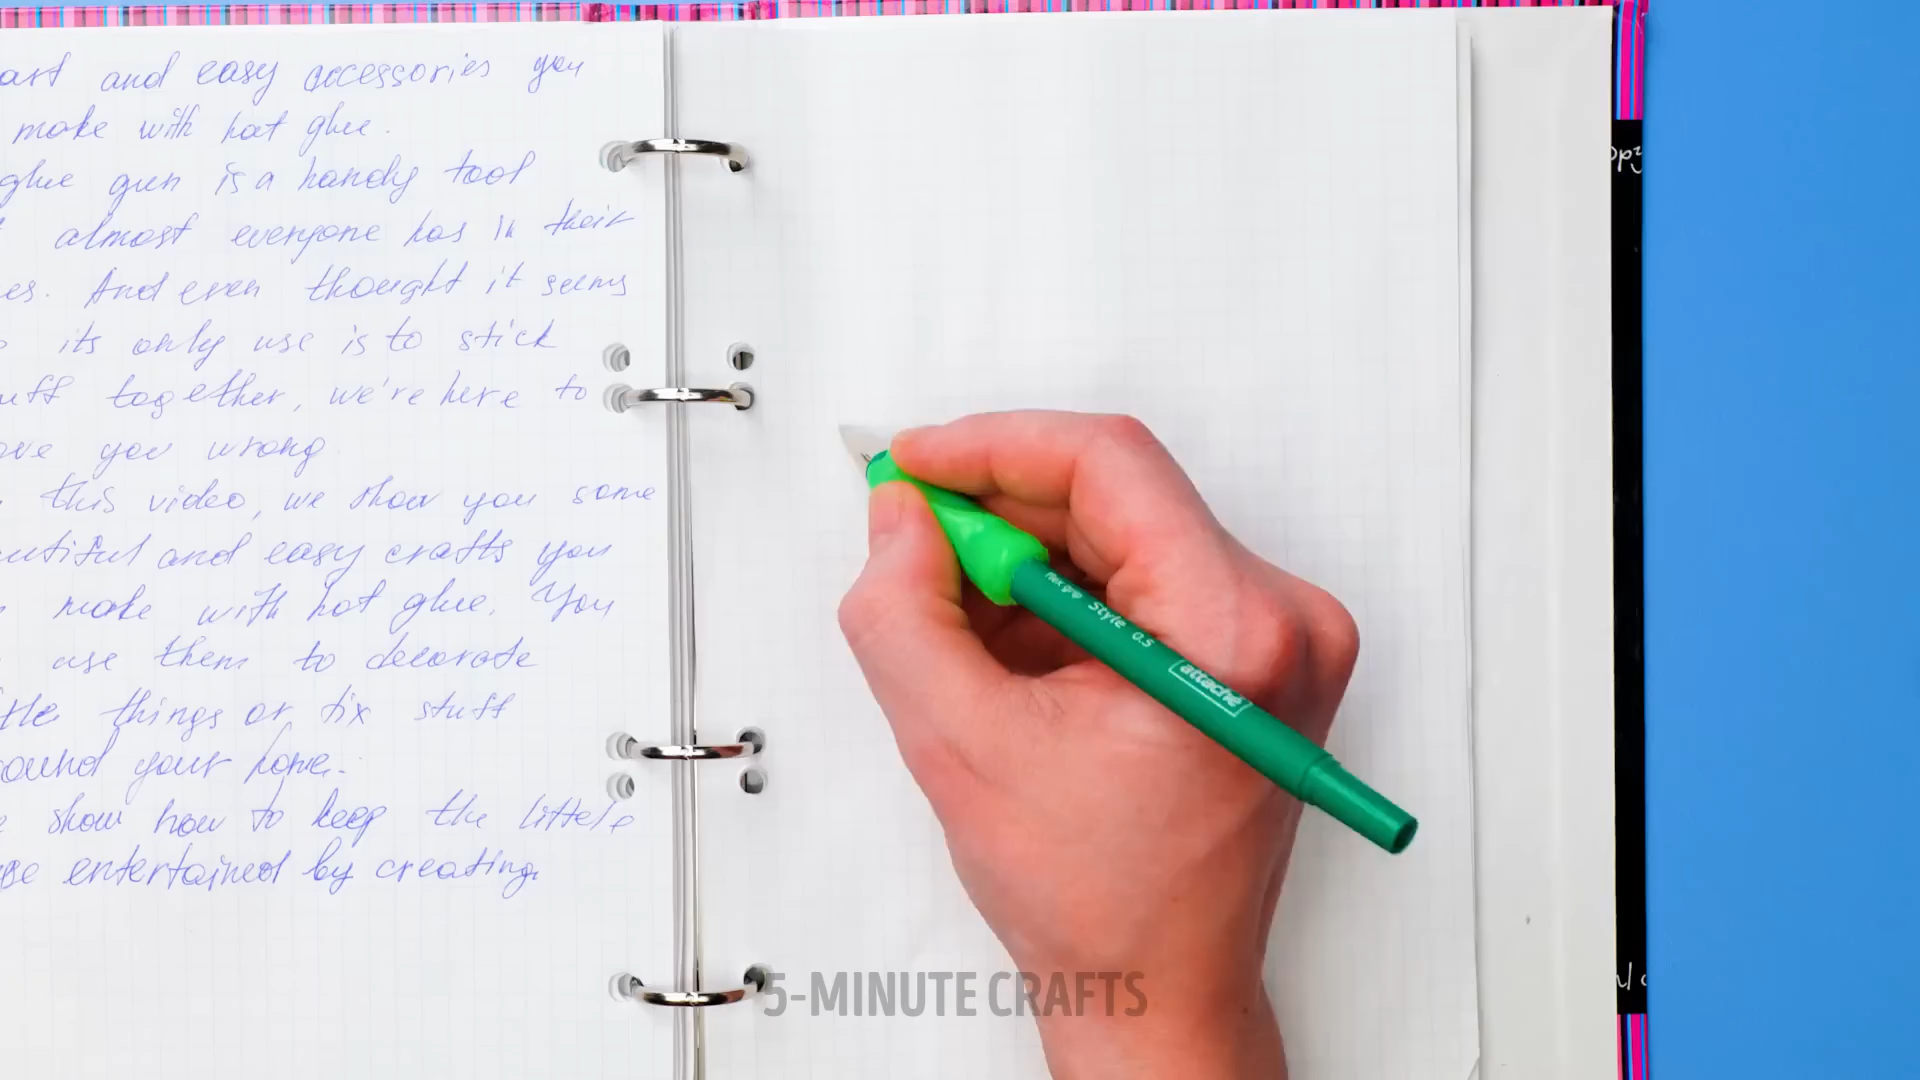 and easy accessories you
make with hot glue.
glue gun is a handy tool
almost everyone has in their
And even thought it seems
its only use is to stick
together, we're here to
you wrong
this video, we show you some
and easy crafts you
make with hot glue. You
use them to decorate
things or fix stuff
your home.
show how to keep the little
entertained by creating
flex grip Style 0.5
attaché
5-MINUTE CRAFTS